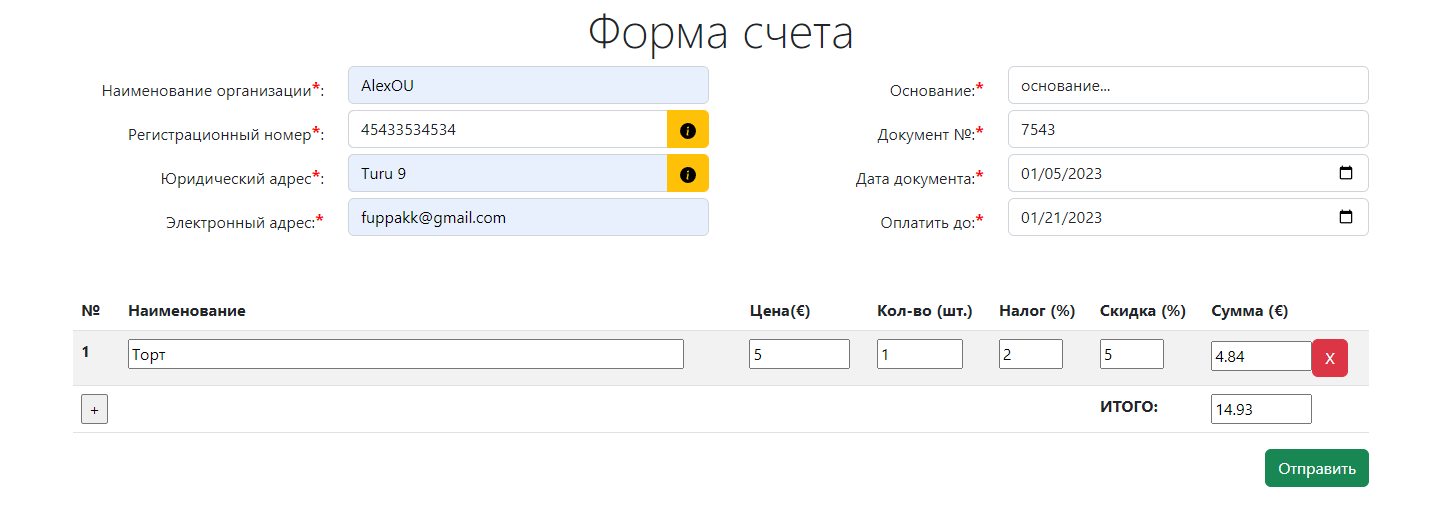 Форма счета
Наименование организации*: AlexOU
Основание:* основание...
Регистрационный номер*: 45433534534
Документ №:* 7543
Юридический адрес*: Turu 9
Дата документа:* 01/05/2023
Электронный адрес:* fuppakk@gmail.com
Оплатить до:* 01/21/2023
№ Наименование Цена(€) Кол-во (шт.) Налог (%) Скидка (%) Сумма (€)
1 Торт 5 1 2 5 4.84 X
+ ИТОГО: 14.93
Отправить